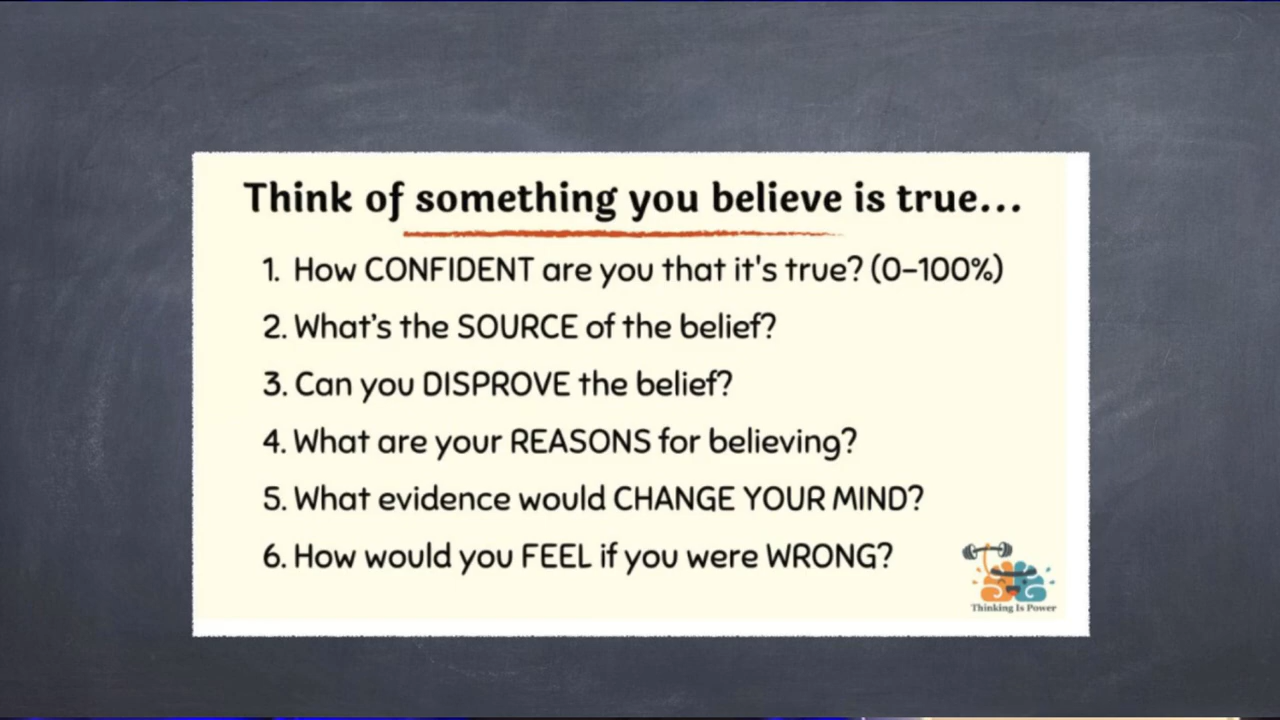 Think of something you believe is true...
1. How CONFIDENT are you that it's true? (0-100%)
2. What's the SOURCE of the belief?
3. Can you DISPROVE the belief?
4. What are your REASONS for believing?
5. What evidence would CHANGE YOUR MIND?
6. How would you FEEL if you were WRONG?
Thinking Is Power